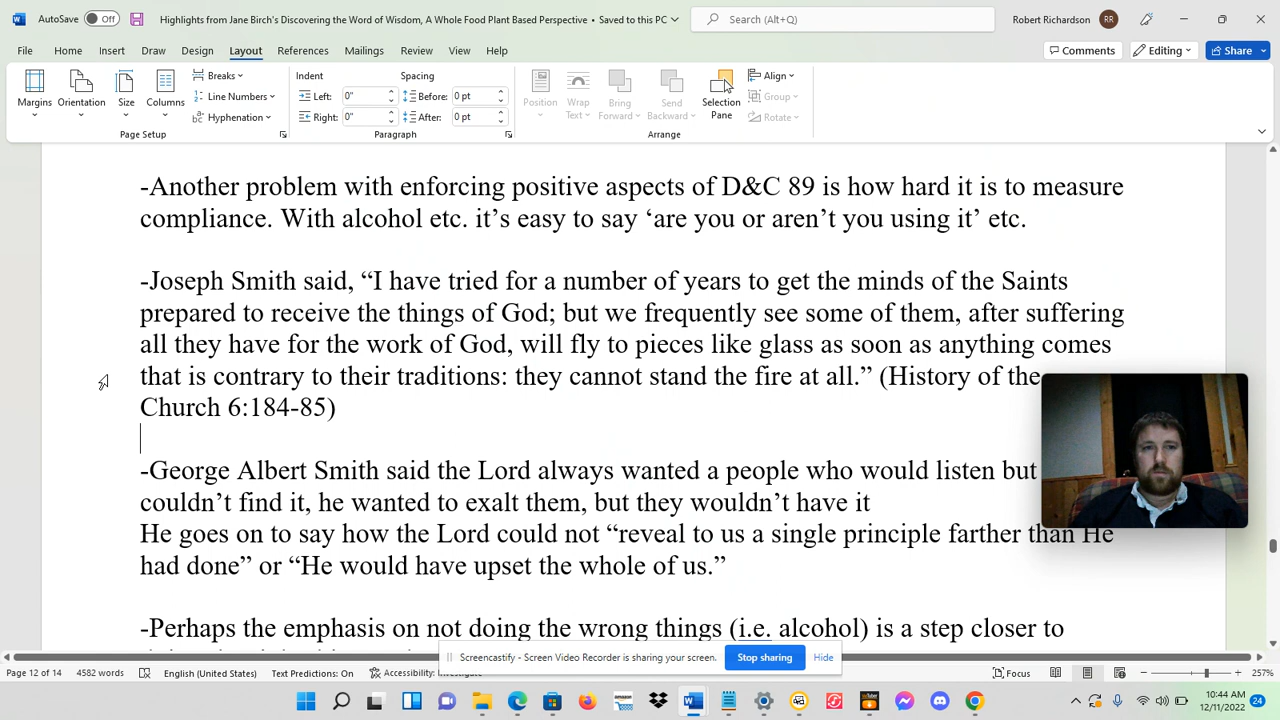 AutoSave Off Highlights from Jane Birch's Discovering the Word of Wisdom, A Whole Food Plant Based Perspective • Saved to this PC Search (Alt+Q) Robert Richardson RR
File Home Insert Draw Design Layout References Mailings Review View Help Comments Editing Share
Margins Orientation Size Columns
Breaks
Line Numbers
Hyphenation
Page Setup
Indent Spacing
Left: 0" Before: 0 pt
Right: 0" After: 0 pt
Paragraph
Position Wrap Text Bring Forward Send Backward Selection Pane
Align
Group
Rotate
Arrange
-Another problem with enforcing positive aspects of D&C 89 is how hard it is to measure
compliance. With alcohol etc. it’s easy to say ‘are you or aren’t you using it’ etc.
-Joseph Smith said, “I have tried for a number of years to get the minds of the Saints
prepared to receive the things of God; but we frequently see some of them, after suffering
all they have for the work of God, will fly to pieces like glass as soon as anything comes
that is contrary to their traditions: they cannot stand the fire at all.” (History of the
Church 6:184-85)
-George Albert Smith said the Lord always wanted a people who would listen but
couldn’t find it, he wanted to exalt them, but they wouldn’t have it
He goes on to say how the Lord could not “reveal to us a single principle farther than He
had done” or “He would have upset the whole of us.”
-Perhaps the emphasis on not doing the wrong things (i.e. alcohol) is a step closer to
Screencastify - Screen Video Recorder is sharing your screen. Stop sharing Hide
Page 12 of 14 4582 words English (United States) Text Predictions: On Accessibility: Investigate Focus 257%
10:44 AM
12/11/2022 24